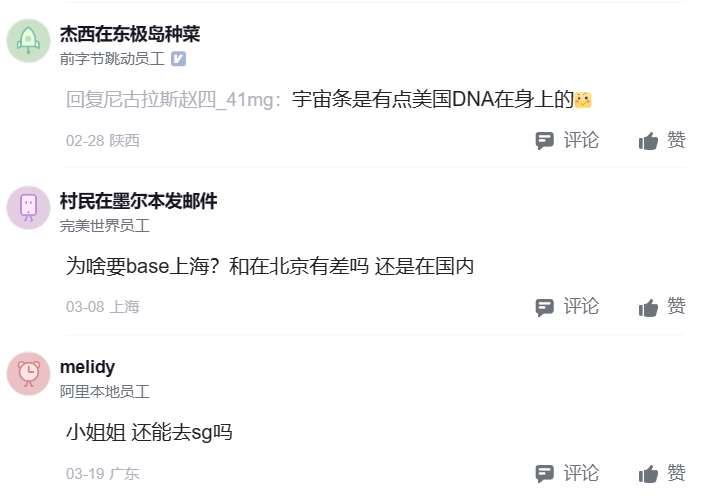 杰西在东极岛种菜
前字节跳动员工
回复尼古拉斯赵四_41mg：宇宙条是有点美国DNA在身上的
02-28 陕西 评论 赞
村民在墨尔本发邮件
完美世界员工
为啥要base上海？和在北京有差吗 还是在国内
03-08 上海 评论 赞
melidy
阿里本地员工
小姐姐 还能去sg吗
03-19 广东 评论 赞